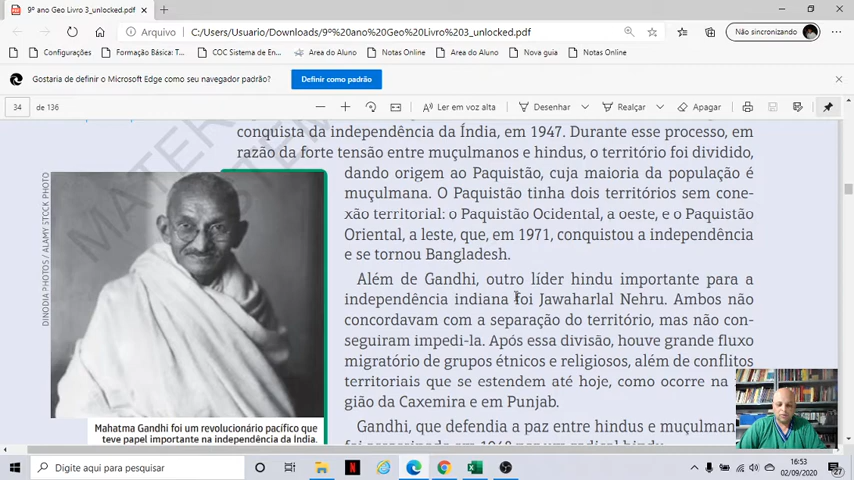 9º ano Geo Livro 3_unlocked.pdf
Arquivo C:/Users/Usuario/Downloads/9º%20ano%20Geo%20Livro%203_unlocked.pdf
Não sincronizando
Configurações
Formação Básica: T...
COC Sistema de En...
Area do Aluno
Notas Online
Area do Aluno
Nova guia
Notas Online
Gostaria de definir o Microsoft Edge como seu navegador padrão?
Definir como padrão
34 de 136
Ler em voz alta
Desenhar
Realçar
Apagar
conquista da independência da Índia, em 1947. Durante esse processo, em
razão da forte tensão entre muçulmanos e hindus, o território foi dividido,
dando origem ao Paquistão, cuja maioria da população é
muçulmana. O Paquistão tinha dois territórios sem cone-
xão territorial: o Paquistão Ocidental, a oeste, e o Paquistão
Oriental, a leste, que, em 1971, conquistou a independência
e se tornou Bangladesh.
Além de Gandhi, outro líder hindu importante para a
independência indiana foi Jawaharlal Nehru. Ambos não
concordavam com a separação do território, mas não con-
seguiram impedi-la. Após essa divisão, houve grande fluxo
migratório de grupos étnicos e religiosos, além de conflitos
territoriais que se estendem até hoje, como ocorre na
gião da Caxemira e em Punjab.
Gandhi, que defendia a paz entre hindus e muçulman
foi assassinado em 1948 por um radical hindu
DINODIA PHOTOS / ALAMY STOCK PHOTO
Mahatma Gandhi foi um revolucionário pacífico que
teve papel importante na independência da Índia.
Digite aqui para pesquisar
16:53
02/09/2020
27